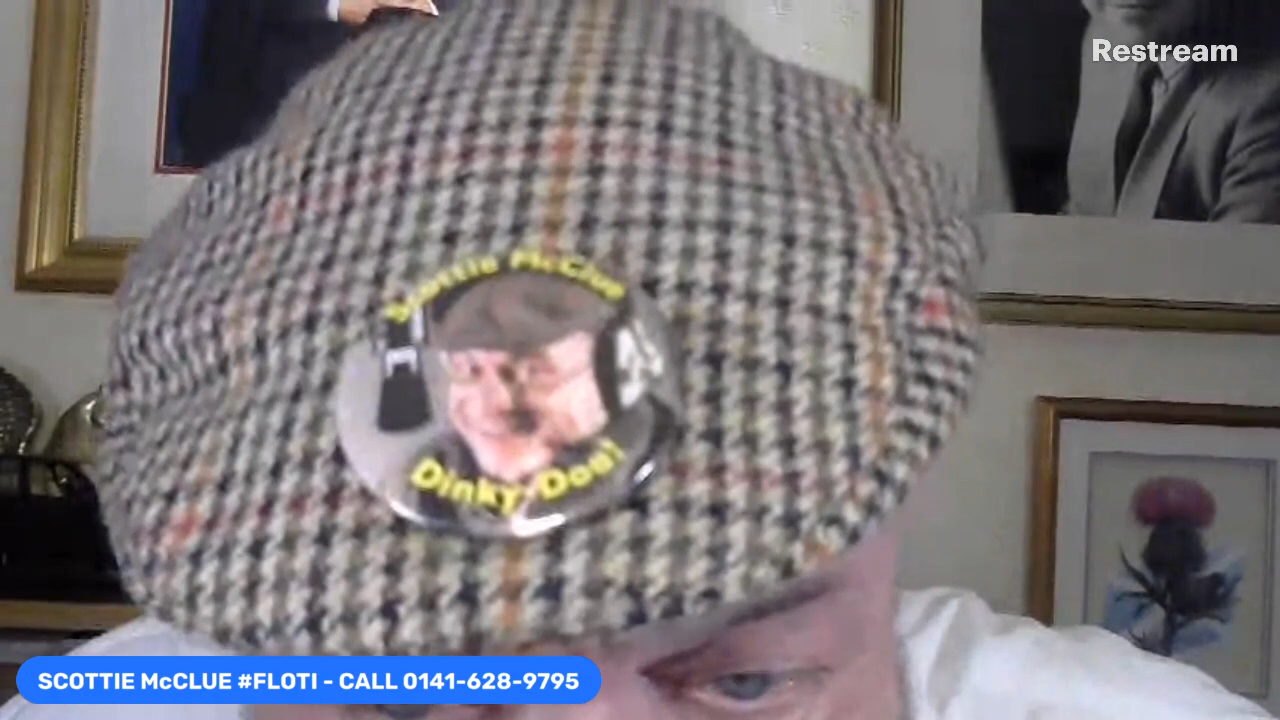 Restream
Scottie McClue
Dinky Doo!
SCOTTIE McCLUE #FLOTI - CALL 0141-628-9795